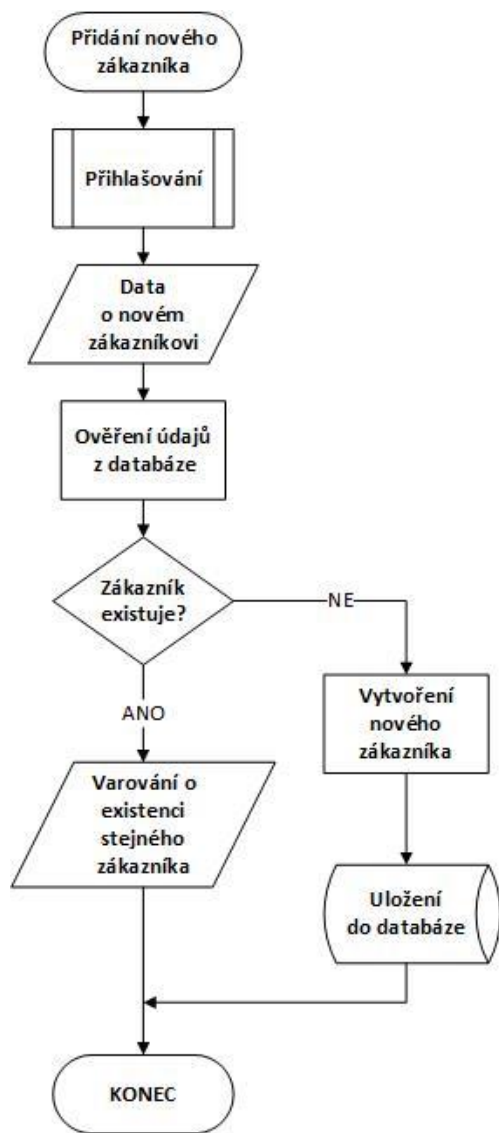 Přidání nového
zákazníka
Přihlašování
Data
o novém
zákazníkovi
Ověření údajů
z databáze
Zákazník
existuje?
NE
ANO
Vytvoření
nového
zákazníka
Varování o
existenci
stejného
zákazníka
Uložení
do databáze
KONEC